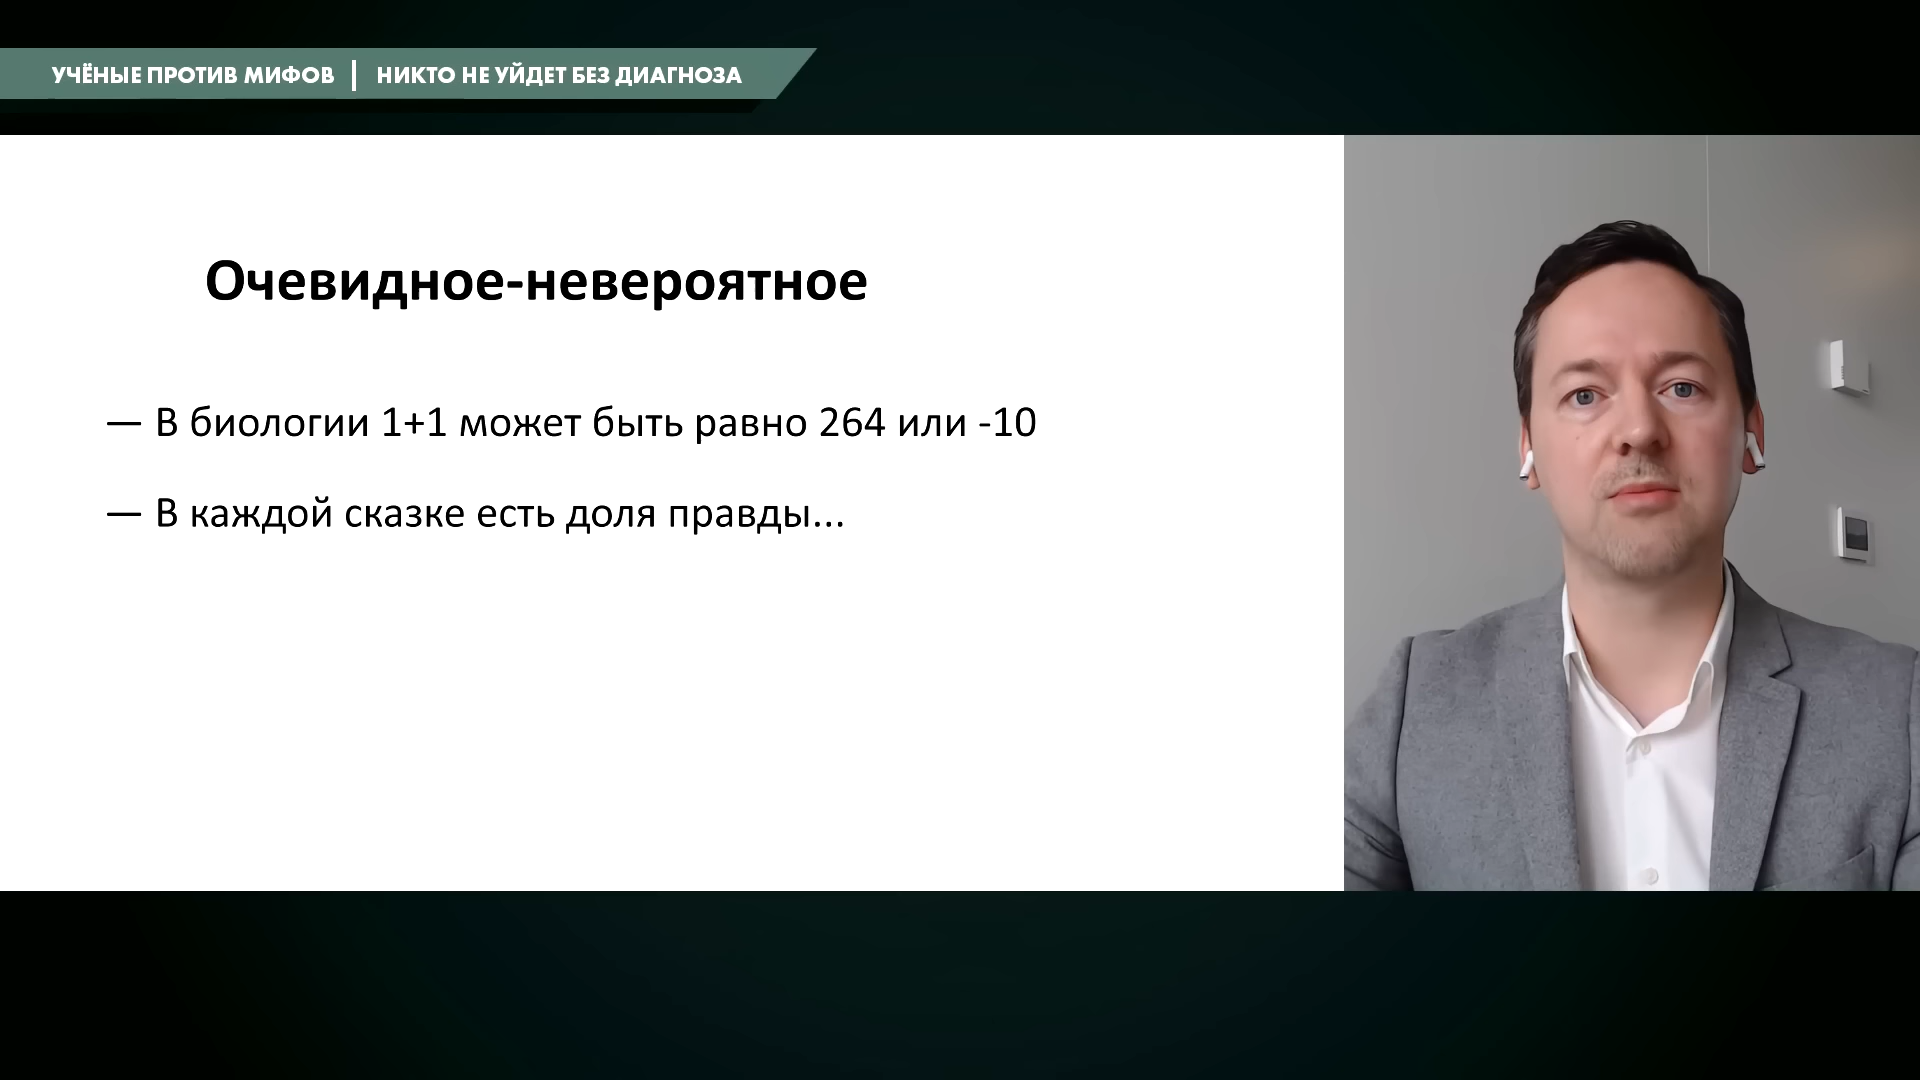 УЧЁНЫЕ ПРОТИВ МИФОВ | НИКТО НЕ УЙДЕТ БЕЗ ДИАГНОЗА
Очевидное-невероятное
— В биологии 1+1 может быть равно 264 или -10
— В каждой сказке есть доля правды...